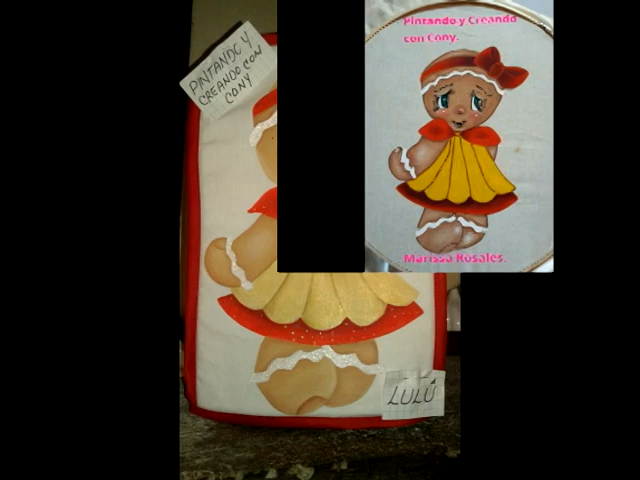 PINTANDO Y
CREANDO CON
CONY
Pintando y Creando
con Cony.
Marissa Rosales.
LULÚ